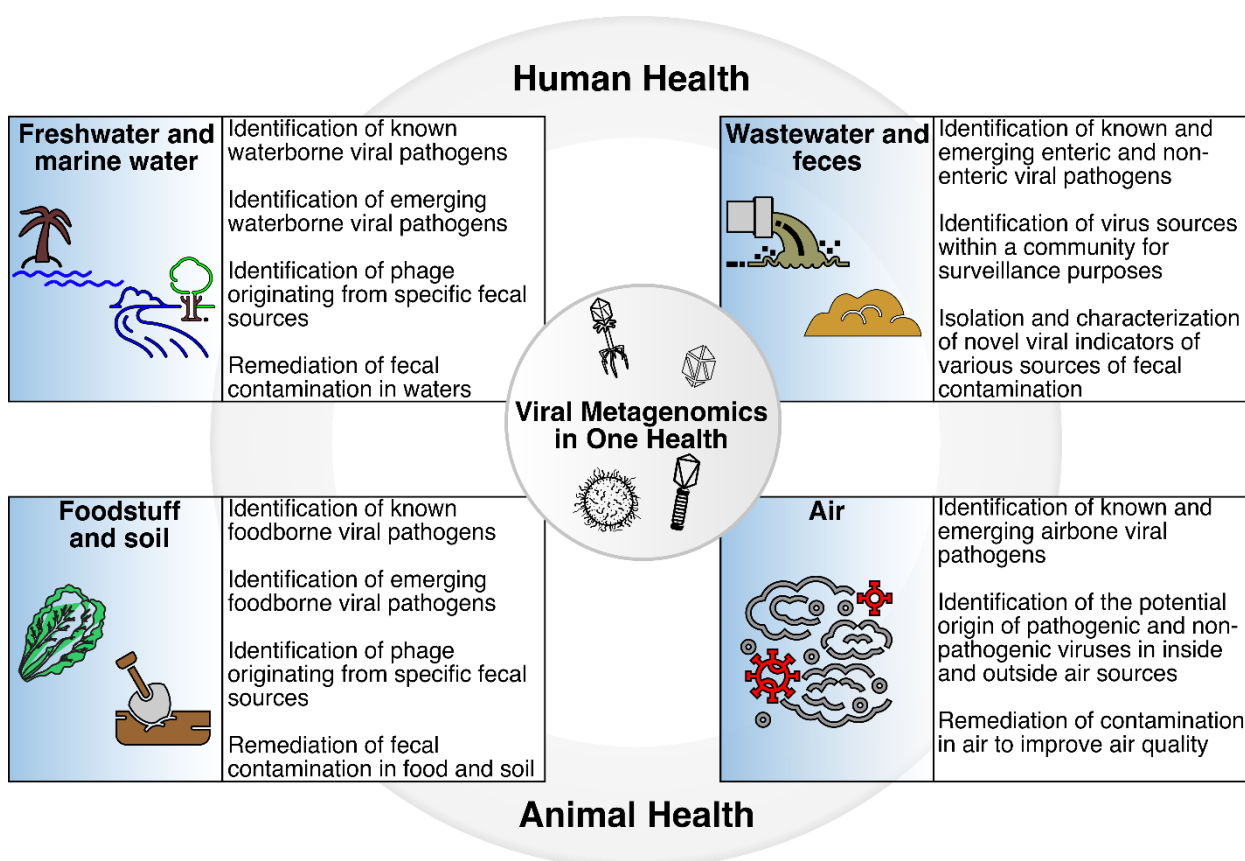 Human Health
Freshwater and
marine water
Identification of known
waterborne viral pathogens
Identification of emerging
waterborne viral pathogens
Identification of phage
originating from specific fecal
sources
Remediation of fecal
contamination in waters
Wastewater and
feces
Identification of known and
emerging enteric and non-
enteric viral pathogens
Identification of virus sources
within a community for
surveillance purposes
Isolation and characterization
of novel viral indicators of
various sources of fecal
contamination
Viral Metagenomics
in One Health
Foodstuff
and soil
Identification of known
foodborne viral pathogens
Identification of emerging
foodborne viral pathogens
Identification of phage
originating from specific fecal
sources
Remediation of fecal
contamination in food and soil
Air
Identification of known and
emerging airbone viral
pathogens
Identification of the potential
origin of pathogenic and non-
pathogenic viruses in inside
and outside air sources
Remediation of contamination
in air to improve air quality
Animal Health